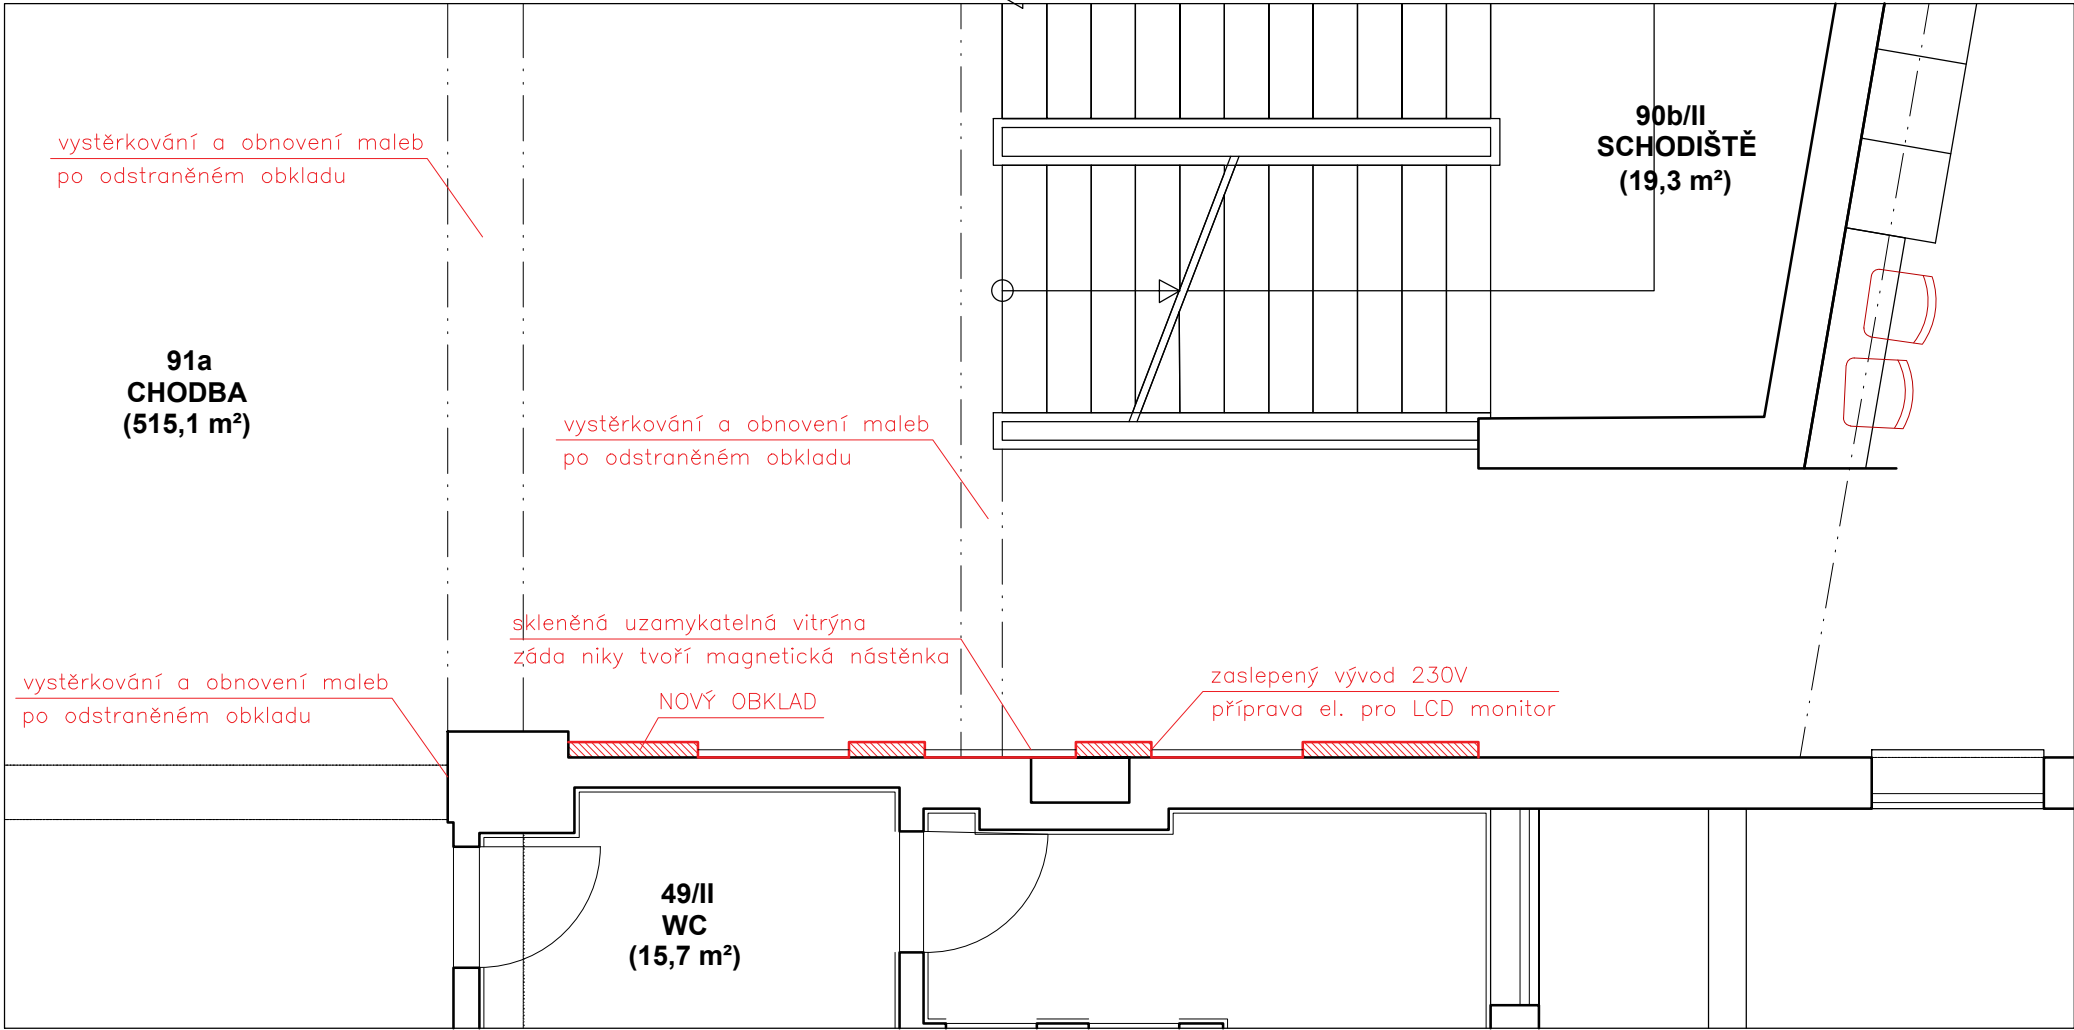 vystěrkování a obnovení maleb
po odstraněném obkladu
90b/II
SCHODIŠTĚ
(19,3 m²)
91a
CHODBA
(515,1 m²)
vystěrkování a obnovení maleb
po odstraněném obkladu
skleněná uzamykatelná vitrýna
záda niky tvoří magnetická nástěnka
vystěrkování a obnovení maleb
po odstraněném obkladu
NOVÝ OBKLAD
zaslepený vývod 230V
příprava el. pro LCD monitor
49/II
WC
(15,7 m²)